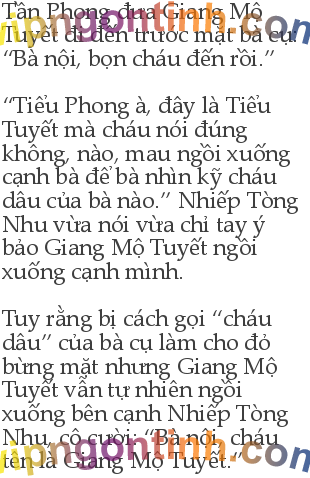 Tần Phong đưa Giang Mộ
Tuyết đi đến trước mặt bà cụ:
“Bà nội, bọn cháu đến rồi.”
“Tiểu Phong à, đây là Tiểu
Tuyết mà cháu nói đúng
không, nào, mau ngồi xuống
cạnh bà để bà nhìn kỹ cháu
dâu của bà nào.” Nhiếp Tòng
Nhu vừa nói vừa chỉ tay ý
bảo Giang Mộ Tuyết ngồi
xuống cạnh mình.
Tuy rằng bị cách gọi “cháu
dâu” của bà cụ làm cho đỏ
bừng mặt nhưng Giang Mộ
Tuyết vẫn tự nhiên ngồi
xuống bên cạnh Nhiếp Tòng
Nhu, cô cười: “Bà nội, cháu
tên là Giang Mộ Tuyết.”
vipngontinh.com
vipngontinh.com